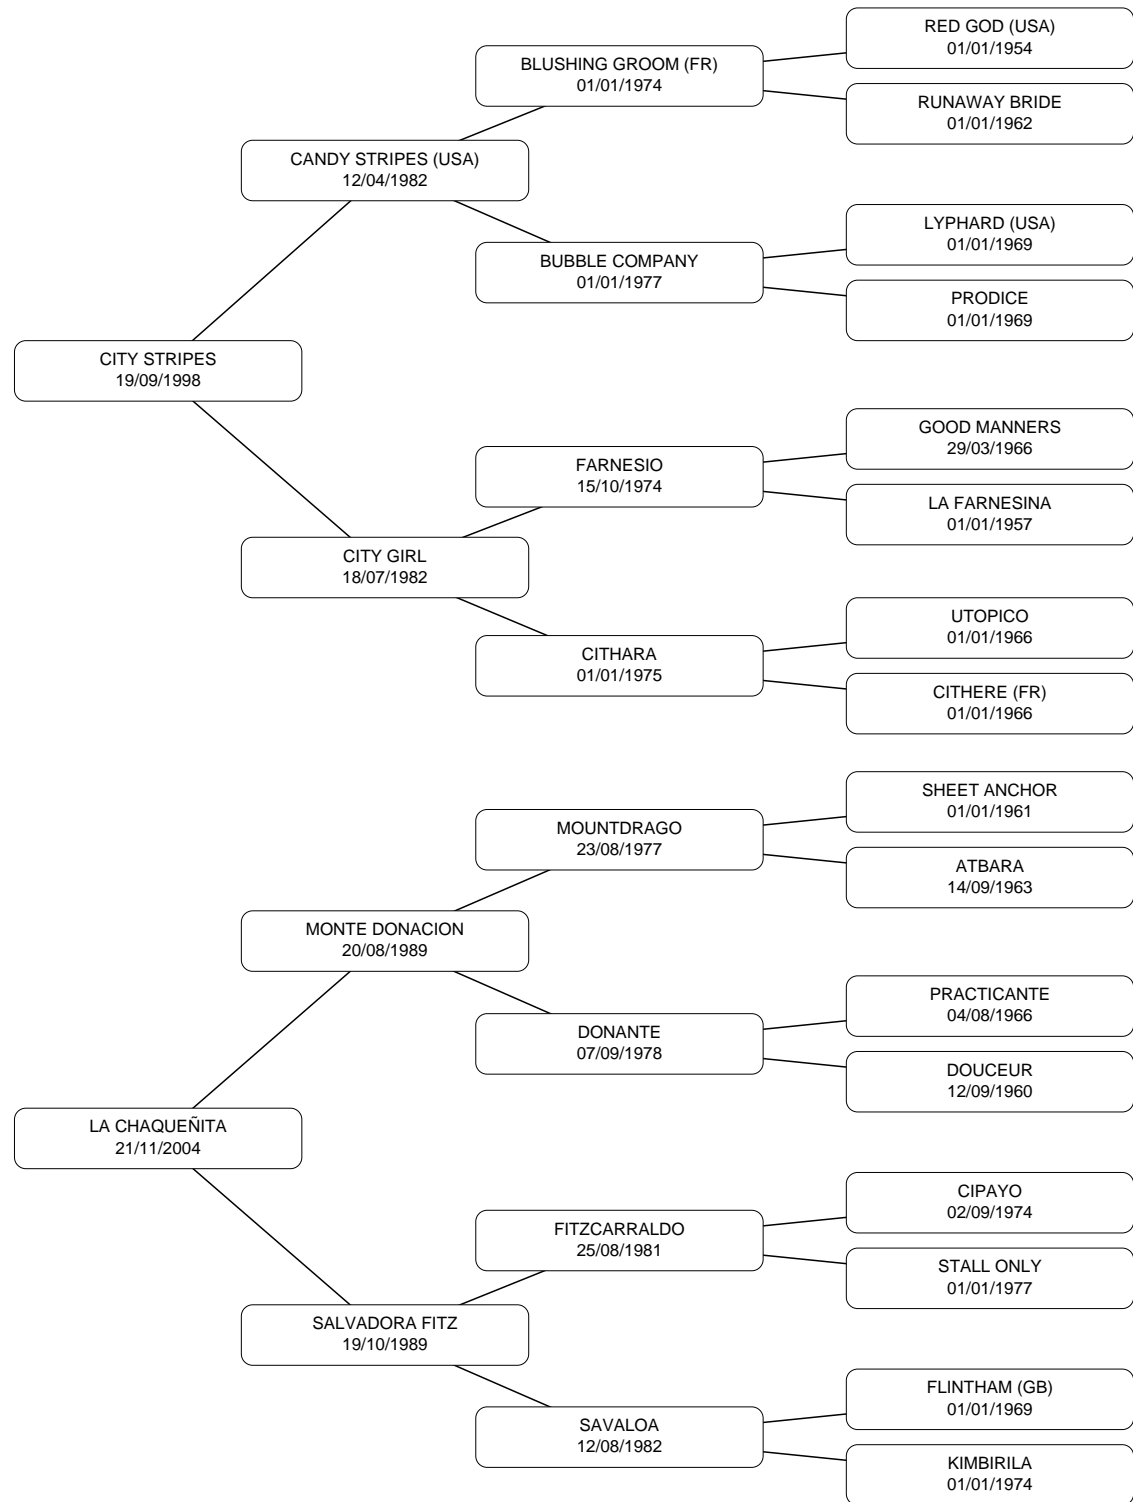 RED GOD (USA)
01/01/1954
BLUSHING GROOM (FR)
01/01/1974
RUNAWAY BRIDE
01/01/1962
CANDY STRIPES (USA)
12/04/1982
LYPHARD (USA)
01/01/1969
BUBBLE COMPANY
01/01/1977
PRODICE
01/01/1969
CITY STRIPES
19/09/1998
GOOD MANNERS
29/03/1966
FARNESIO
15/10/1974
LA FARNESINA
01/01/1957
CITY GIRL
18/07/1982
UTOPICO
01/01/1966
CITHARA
01/01/1975
CITHERE (FR)
01/01/1966
SHEET ANCHOR
01/01/1961
MOUNTDRAGO
23/08/1977
ATBARA
14/09/1963
MONTE DONACION
20/08/1989
PRACTICANTE
04/08/1966
DONANTE
07/09/1978
DOUCEUR
12/09/1960
LA CHAQUEÑITA
21/11/2004
CIPAYO
02/09/1974
FITZCARRALDO
25/08/1981
STALL ONLY
01/01/1977
SALVADORA FITZ
19/10/1989
FLINTHAM (GB)
01/01/1969
SAVALOA
12/08/1982
KIMBIRILA
01/01/1974